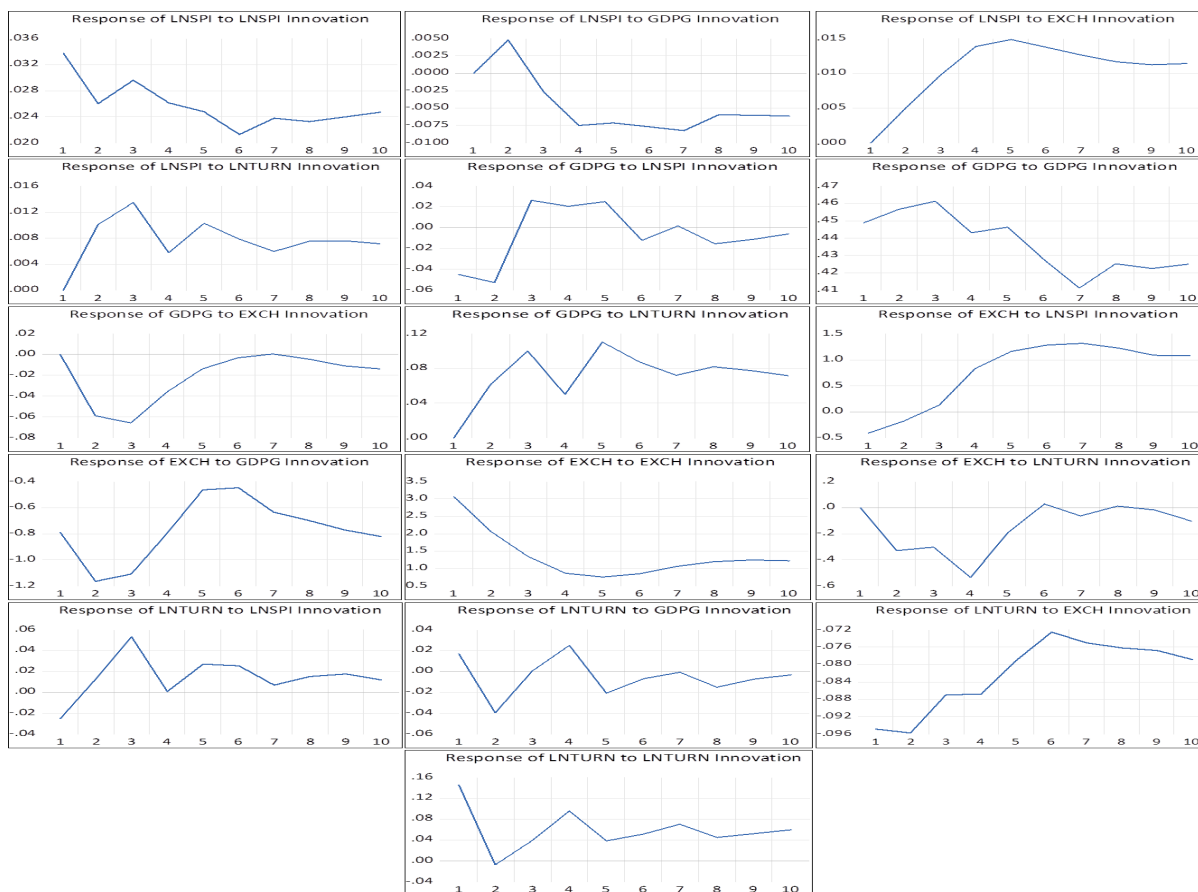 Response of LNSPI to LNSPI Innovation
.036
.032
.028
.024
.020
1 2 3 4 5 6 7 8 9 10
Response of LNSPI to GDPG Innovation
.0050
.0025
.0000
-.0025
-.0050
-.0075
-.0100
1 2 3 4 5 6 7 8 9 10
Response of LNSPI to EXCH Innovation
.015
.010
.005
.000
1 2 3 4 5 6 7 8 9 10
Response of LNSPI to LNTURN Innovation
.016
.012
.008
.004
.000
1 2 3 4 5 6 7 8 9 10
Response of GDPG to LNSPI Innovation
.04
.02
.00
-.02
-.04
-.06
1 2 3 4 5 6 7 8 9 10
Response of GDPG to GDPG Innovation
.47
.46
.45
.44
.43
.42
.41
1 2 3 4 5 6 7 8 9 10
Response of GDPG to EXCH Innovation
.02
.00
-.02
-.04
-.06
-.08
1 2 3 4 5 6 7 8 9 10
Response of GDPG to LNTURN Innovation
.12
.08
.04
.00
1 2 3 4 5 6 7 8 9 10
Response of EXCH to LNSPI Innovation
1.5
1.0
0.5
0.0
-0.5
1 2 3 4 5 6 7 8 9 10
Response of EXCH to GDPG Innovation
-0.4
-0.6
-0.8
-1.0
-1.2
1 2 3 4 5 6 7 8 9 10
Response of EXCH to EXCH Innovation
3.5
3.0
2.5
2.0
1.5
1.0
0.5
1 2 3 4 5 6 7 8 9 10
Response of EXCH to LNTURN Innovation
.2
.0
-.2
-.4
-.6
1 2 3 4 5 6 7 8 9 10
Response of LNTURN to LNSPI Innovation
.06
.04
.02
.00
-.02
-.04
1 2 3 4 5 6 7 8 9 10
Response of LNTURN to GDPG Innovation
.04
.02
.00
-.02
-.04
-.06
1 2 3 4 5 6 7 8 9 10
Response of LNTURN to EXCH Innovation
-.072
-.076
-.080
-.084
-.088
-.092
-.096
1 2 3 4 5 6 7 8 9 10
Response of LNTURN to LNTURN Innovation
.16
.12
.08
.04
.00
-.04
1 2 3 4 5 6 7 8 9 10